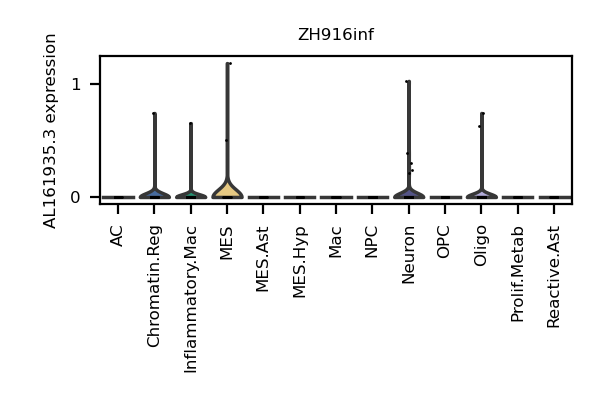 ZH916inf
AL161935.3 expression
1
0
AC
Chromatin.Reg
Inflammatory.Mac
MES
MES.Ast
MES.Hyp
Mac
NPC
Neuron
OPC
Oligo
Prolif.Metab
Reactive.Ast